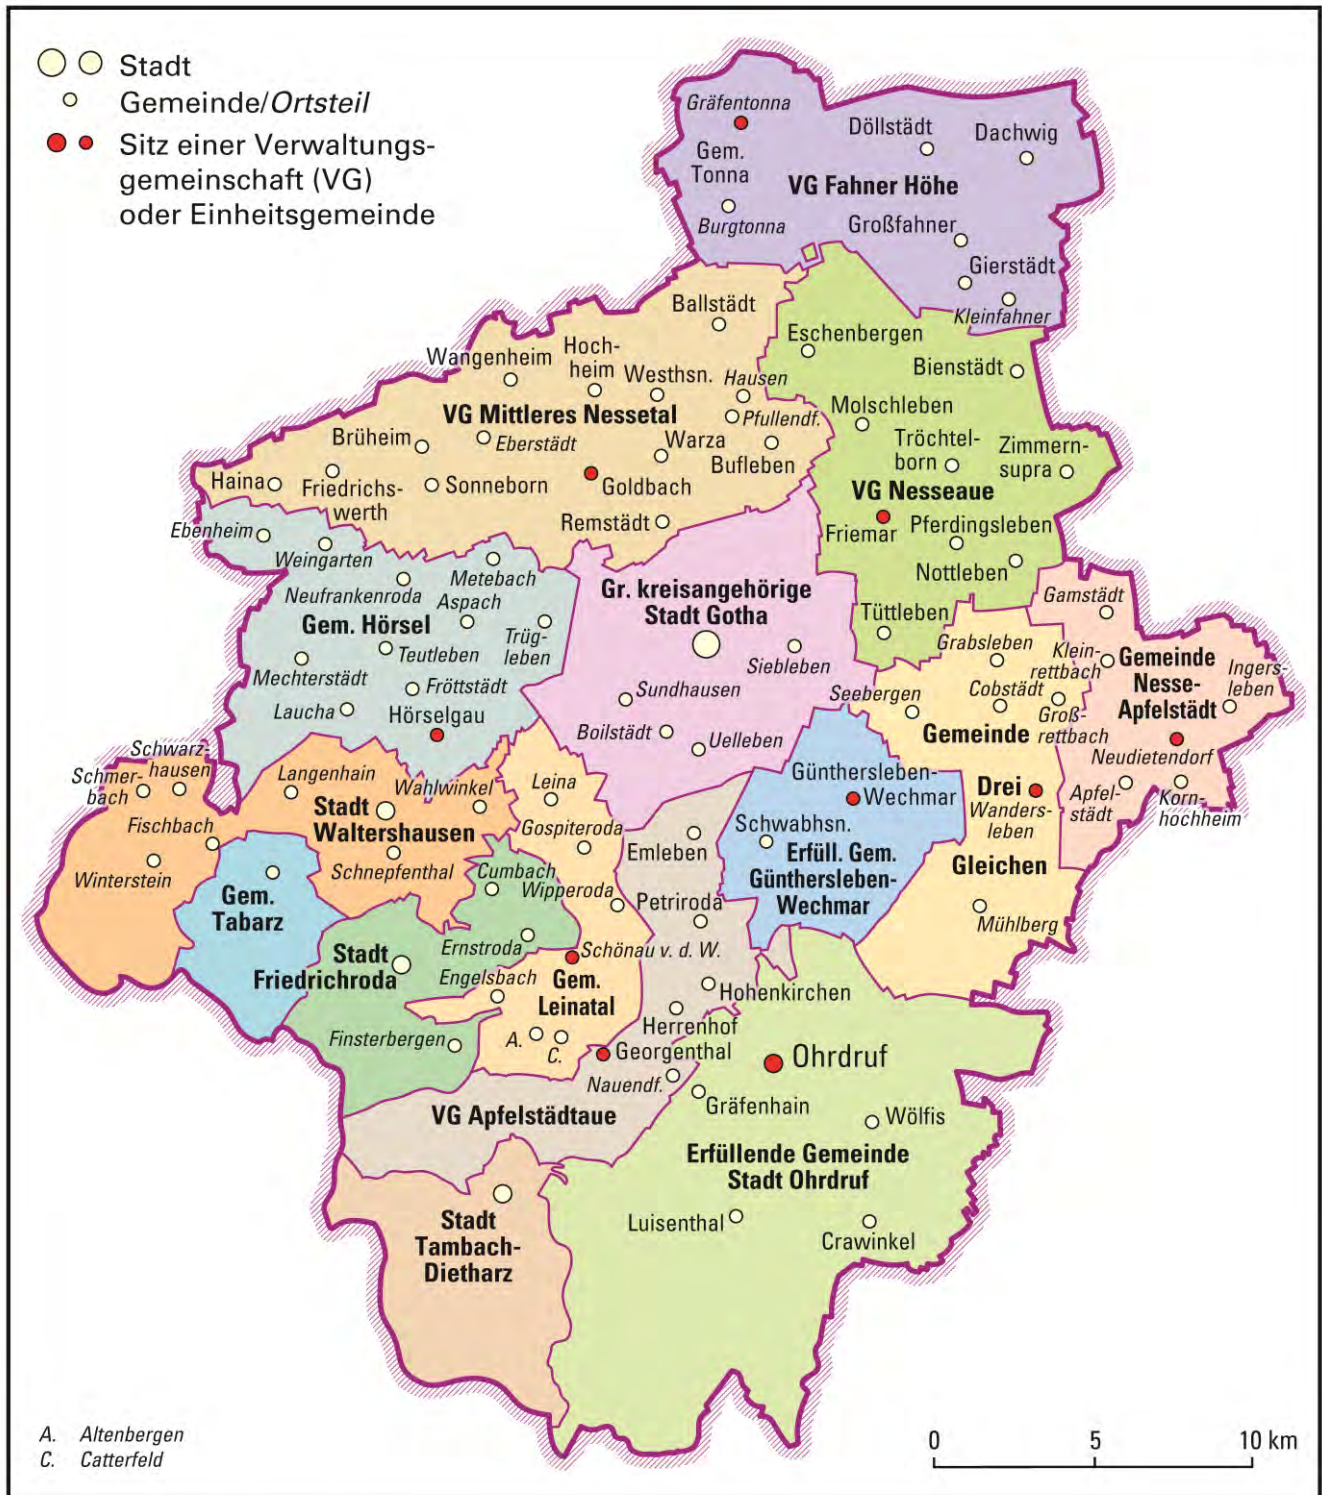 Stadt
Gemeinde/Ortsteil
Sitz einer Verwaltungs-
gemeinschaft (VG)
oder Einheitsgemeinde
Gräfentonna
Döllstädt
Dachwig
Gem.
Tonna
VG Fahner Höhe
Burgtonna
Großfahner
Gierstädt
Kleinfahner
Ballstädt
Eschenbergen
Bienstädt
Wangenheim
Hoch-
heim
Westhsn.
Hausen
VG Mittleres Nessetal
Pfullendf.
Molschleben
Brüheim
Eberstädt
Warza
Bufleben
Tröchtel-
born
Zimmern-
supra
Haina
Friedrichs-
werth
Sonneborn
Goldbach
VG Nesseaue
Remstädt
Friemar
Pferdingsleben
Nottleben
Ebenheim
Weingarten
Metebach
Neufrankenroda
Aspach
Gem. Hörsel
Trüg-
leben
Teutleben
Mechterstädt
Fröttstädt
Laucha
Hörselgau
Gr. kreisangehörige
Stadt Gotha
Siebleben
Sundhausen
Boilstädt
Uelleben
Tüttleben
Gamstädt
Grabsleben
Klein-
rettbach
Gemeinde
Nesse-
Apfelstädt
Ingers-
leben
Seebergen
Cobstädt
Groß-
rettbach
Gemeinde
Neudietendorf
Drei
Wanders-
leben
Apfel-
städt
Korn-
hochheim
Gleichen
Mühlberg
Schwarz-
hausen
Schmer-
bach
Fischbach
Winterstein
Langenhain
Wahlwinkel
Stadt
Waltershausen
Schnepfenthal
Leina
Gospiteroda
Emleben
Günthersleben-
Wechmar
Schwabhsn.
Erfüll. Gem.
Günthersleben-
Wechmar
Gem.
Tabarz
Cumbach
Wipperoda
Petriroda
Stadt
Friedrichroda
Ernstroda
Schönau v. d. W.
Engelsbach
Gem.
Leinatal
Hohenkirchen
Finsterbergen
A.
C.
Herrenhof
Georgenthal
Nauendf.
Ohrdruf
Gräfenhain
VG Apfelstädtaue
Wölfis
Erfüllende Gemeinde
Stadt Ohrdruf
Stadt
Tambach-
Dietharz
Luisenthal
Crawinkel
A. Altenbergen
C. Catterfeld
0 5 10 km